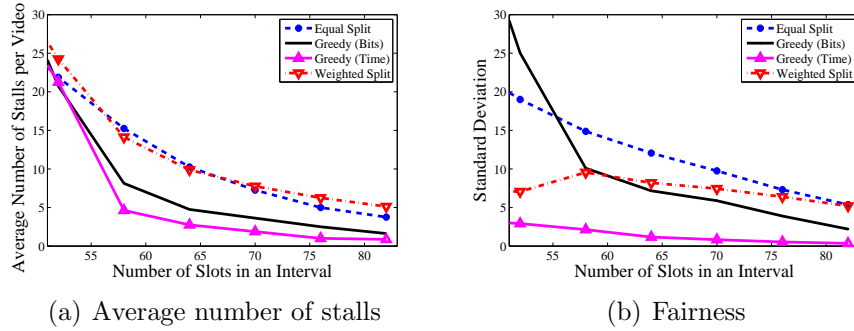 30
25
20
15
10
5
0
Average Number of Stalls per Video
55 60 65 70 75 80
Number of Slots in an Interval
Equal Split
Greedy (Bits)
Greedy (Time)
Weighted Split
(a) Average number of stalls
30
25
20
15
10
5
0
Standard Deviation
55 60 65 70 75 80
Number of Slots in an Interval
Equal Split
Greedy (Bits)
Greedy (Time)
Weighted Split
(b) Fairness